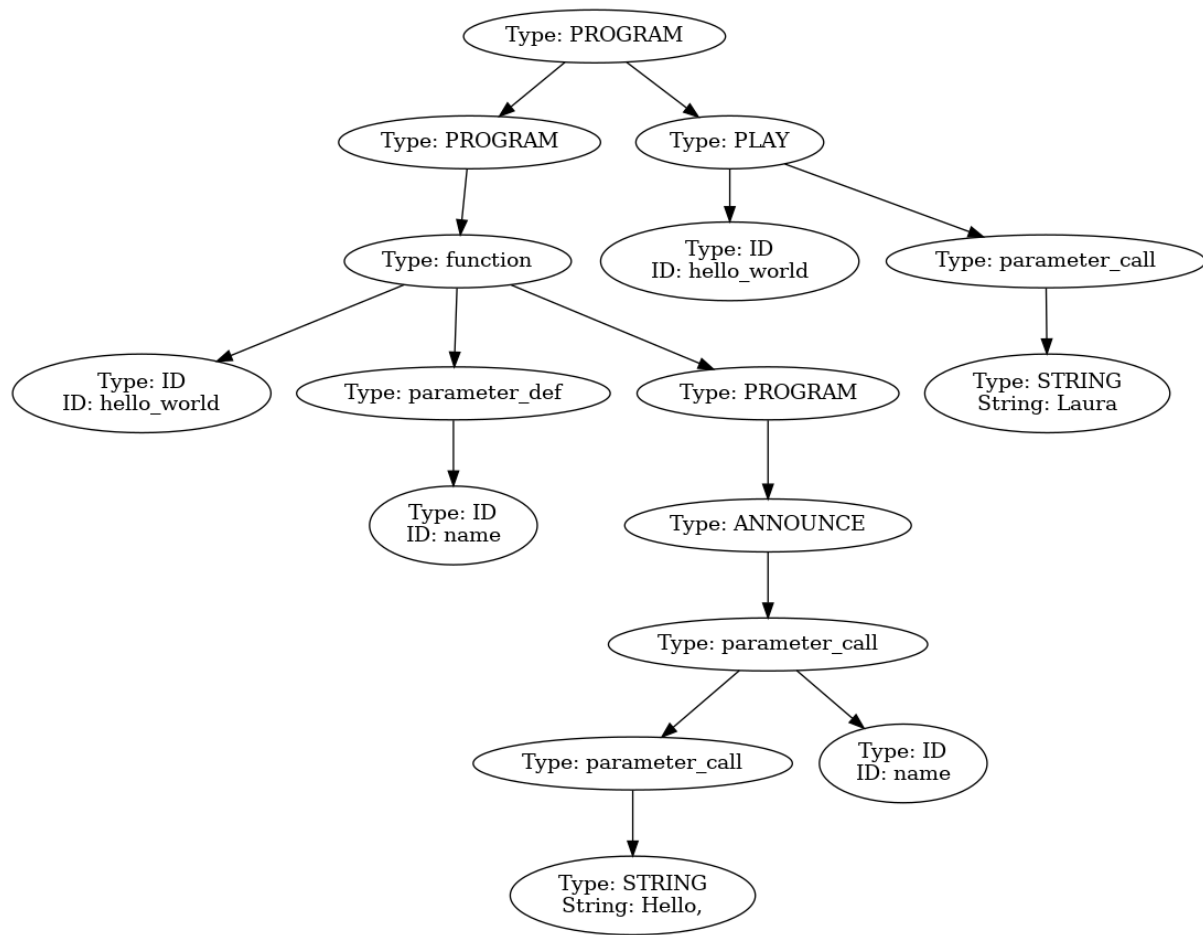 Type: PROGRAM
Type: PROGRAM
Type: PLAY
Type: function
Type: ID
ID: hello_world
Type: parameter_call
Type: ID
ID: hello_world
Type: parameter_def
Type: PROGRAM
Type: STRING
String: Laura
Type: ID
ID: name
Type: ANNOUNCE
Type: parameter_call
Type: parameter_call
Type: ID
ID: name
Type: STRING
String: Hello,